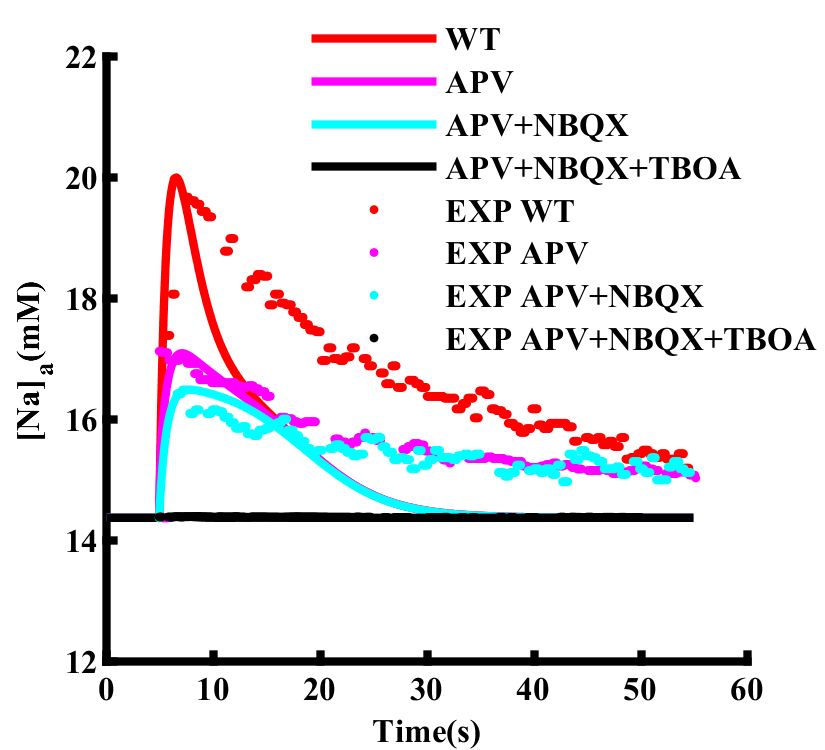 WT
APV
APV+NBQX
APV+NBQX+TBOA
EXP WT
EXP APV
EXP APV+NBQX
EXP APV+NBQX+TBOA
22
20
18
16
14
12
[Na]a(mM)
0 10 20 30 40 50 60
Time(s)